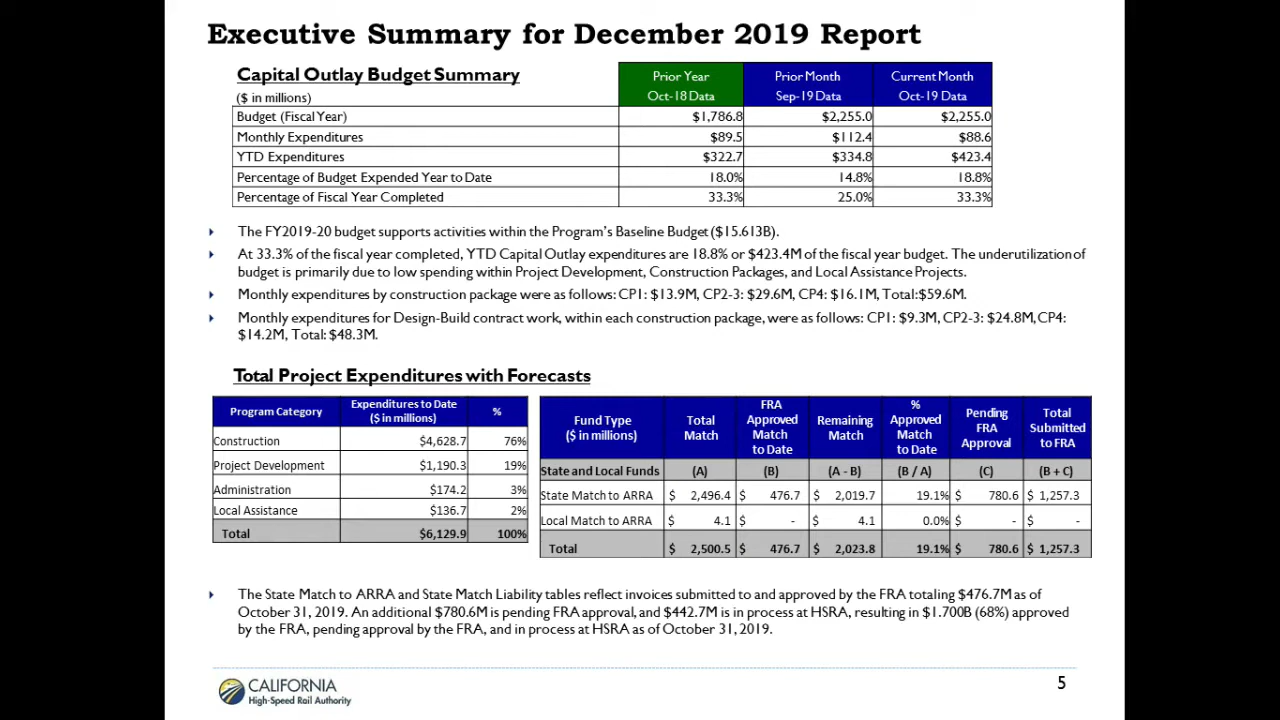 Executive Summary for December 2019 Report
Capital Outlay Budget Summary
($ in millions)
Prior Year Oct-18 Data
Prior Month Sep-19 Data
Current Month Oct-19 Data
Budget (Fiscal Year) $1,786.8 $2,255.0 $2,255.0
Monthly Expenditures $89.5 $112.4 $88.6
YTD Expenditures $322.7 $334.8 $423.4
Percentage of Budget Expended Year to Date 18.0% 14.8% 18.8%
Percentage of Fiscal Year Completed 33.3% 25.0% 33.3%
The FY2019-20 budget supports activities within the Program's Baseline Budget ($15.613B).
At 33.3% of the fiscal year completed, YTD Capital Outlay expenditures are 18.8% or $423.4M of the fiscal year budget. The underutilization of
budget is primarily due to low spending within Project Development, Construction Packages, and Local Assistance Projects.
Monthly expenditures by construction package were as follows: CP1: $13.9M, CP2-3: $29.6M, CP4: $16.1M, Total:$59.6M.
Monthly expenditures for Design-Build contract work, within each construction package, were as follows: CP1: $9.3M, CP2-3: $24.8M, CP4:
$14.2M, Total: $48.3M.
Total Project Expenditures with Forecasts
Program Category Expenditures to Date ($ in millions) %
Construction $4,628.7 76%
Project Development $1,190.3 19%
Administration $174.2 3%
Local Assistance $136.7 2%
Total $6,129.9 100%
Fund Type ($ in millions) Total Match FRA Approved Match to Date Remaining Match % Approved Match to Date Pending FRA Approval Total Submitted to FRA
State and Local Funds (A) (B) (A - B) (B / A) (C) (B + C)
State Match to ARRA $ 2,496.4 $ 476.7 $ 2,019.7 19.1% $ 780.6 $ 1,257.3
Local Match to ARRA $ 4.1 $ - $ 4.1 0.0% $ - $ -
Total $ 2,500.5 $ 476.7 $ 2,023.8 19.1% $ 780.6 $ 1,257.3
The State Match to ARRA and State Match Liability tables reflect invoices submitted to and approved by the FRA totaling $476.7M as of
October 31, 2019. An additional $780.6M is pending FRA approval, and $442.7M is in process at HSRA, resulting in $1.700B (68%) approved
by the FRA, pending approval by the FRA, and in process at HSRA as of October 31, 2019.
CALIFORNIA
High-Speed Rail Authority
5